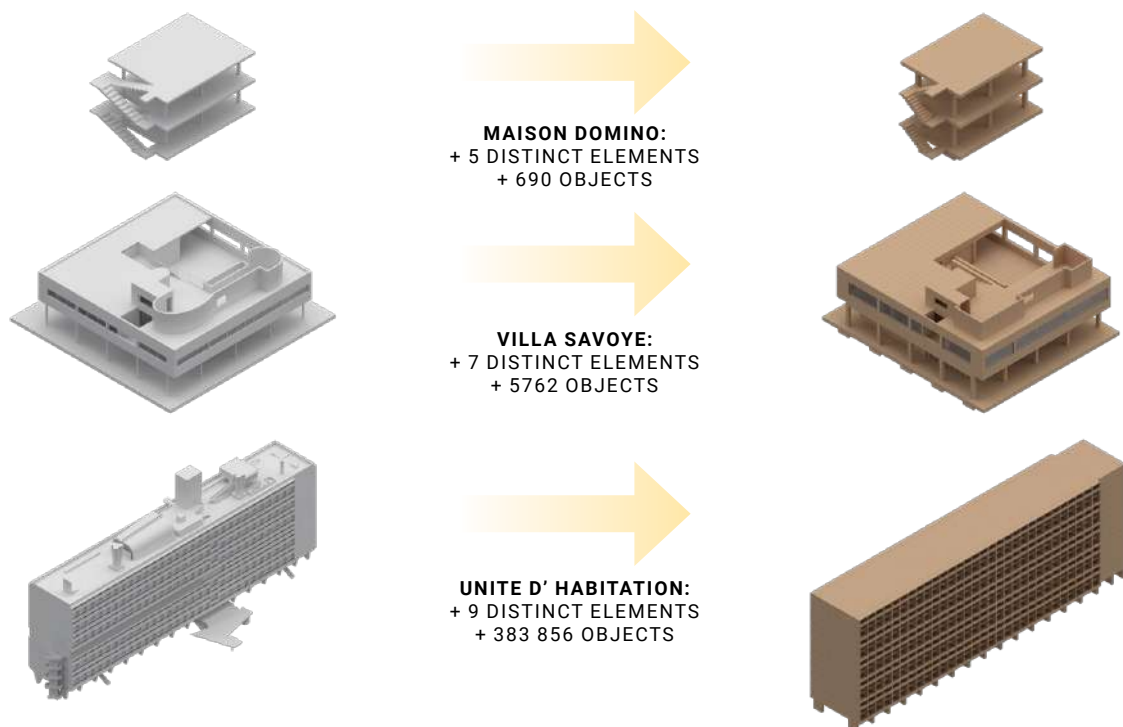 MAISON DOMINO:
+ 5 DISTINCT ELEMENTS
+ 690 OBJECTS
VILLA SAVOYE:
+ 7 DISTINCT ELEMENTS
+ 5762 OBJECTS
UNITE D’ HABITATION:
+ 9 DISTINCT ELEMENTS
+ 383 856 OBJECTS